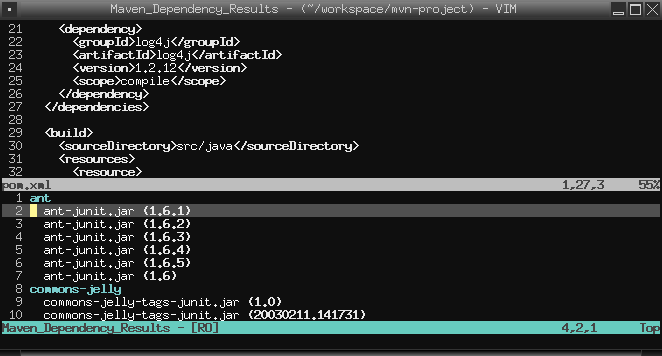 Maven_Dependency_Results - (~/workspace/mvn-project) - VIM
21 <dependency>
22 <groupId>log4j</groupId>
23 <artifactId>log4j</artifactId>
24 <version>1.2.12</version>
25 <scope>compile</scope>
26 </dependency>
27 </dependencies>
28
29 <build>
30 <sourceDirectory>src/java</sourceDirectory>
31 <resources>
32 <resource>
pom.xml 1,27,3 55%
1 ant
2 ant-junit.jar (1.6.1)
3 ant-junit.jar (1.6.2)
4 ant-junit.jar (1.6.3)
5 ant-junit.jar (1.6.4)
6 ant-junit.jar (1.6.5)
7 ant-junit.jar (1.6)
8 commons-jelly
9 commons-jelly-tags-junit.jar (1.0)
10 commons-jelly-tags-junit.jar (20030211.141731)
Maven_Dependency_Results - [RO] 4,2,1 Top